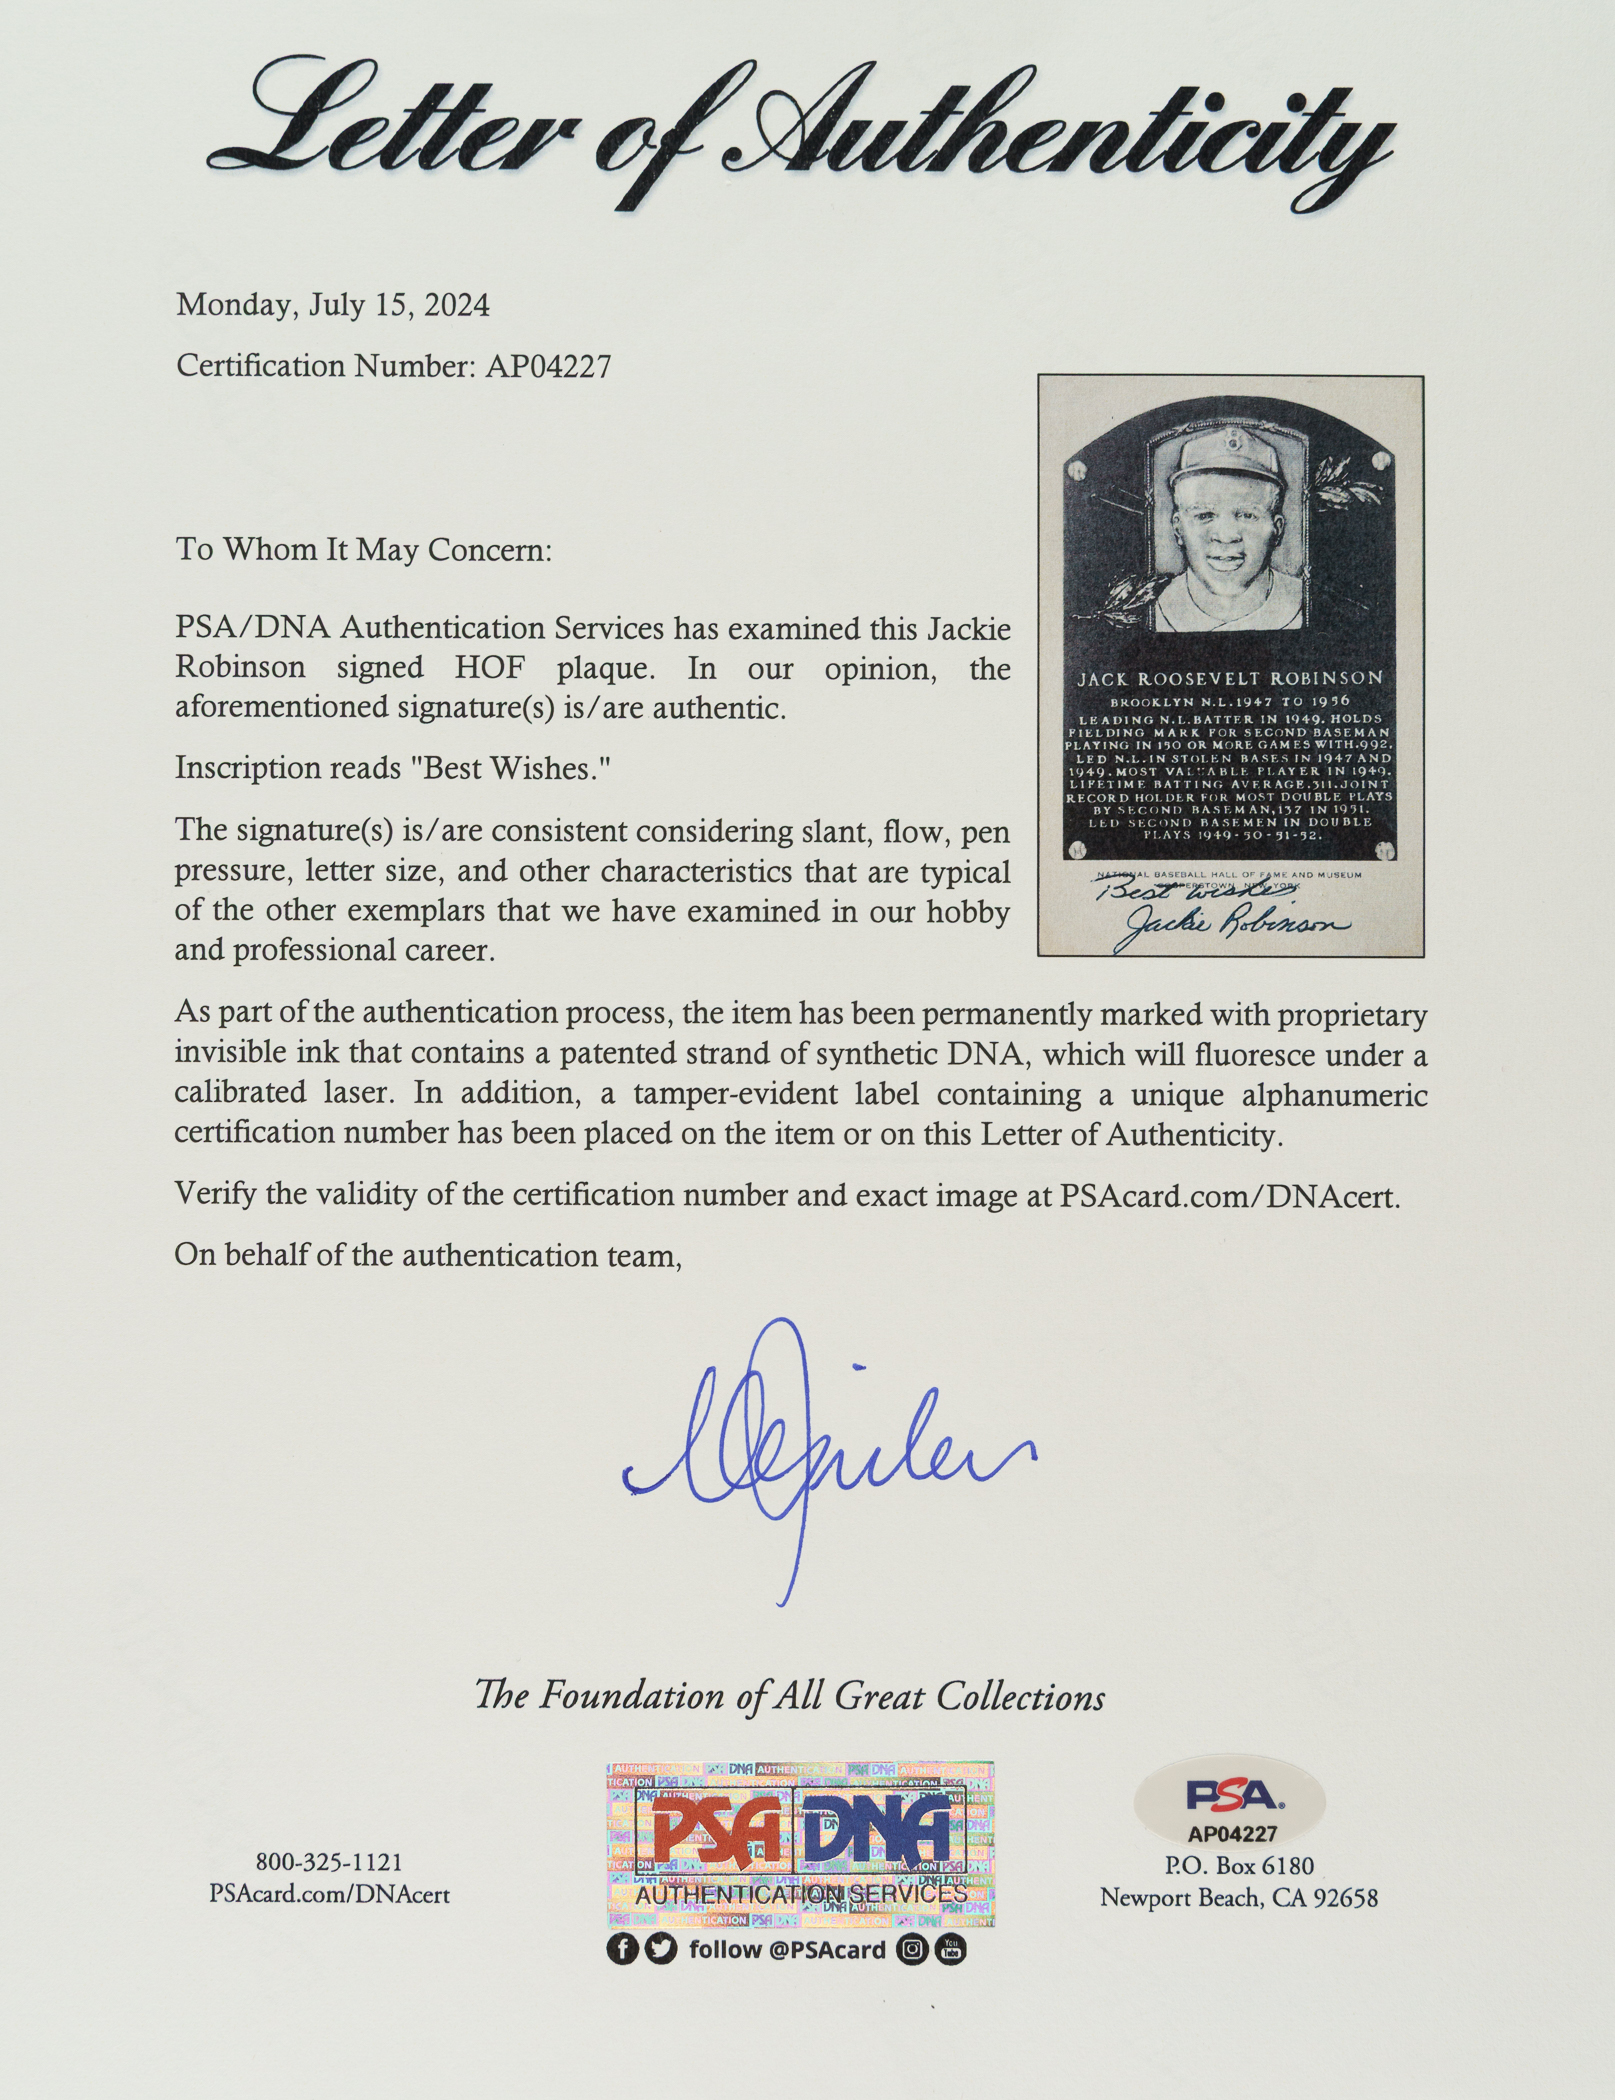 Letter of Authenticity
Monday, July 15, 2024
Certification Number: AP04227
To Whom It May Concern:
PSA/DNA Authentication Services has examined this Jackie
Robinson signed HOF plaque. In our opinion, the
aforementioned signature(s) is/are authentic.
Inscription reads "Best Wishes."
The signature(s) is/are consistent considering slant, flow, pen
pressure, letter size, and other characteristics that are typical
of the other exemplars that we have examined in our hobby
and professional career.
B
JACK ROOSEVELT ROBINSON
BROOKLYN N.L. 1947 TO 1956
LEADING N.L. BATTER IN 1949. HOLDS
FIELDING MARK FOR SECOND BASEMAN
PLAYING IN 150 OR MORE GAMES WITH .992.
LED N.L. IN STOLEN BASES IN 1947 AND
1949. MOST VALUABLE PLAYER IN 1949.
LIFETIME BATTING AVERAGE .311. JOINT
RECORD HOLDER FOR MOST DOUBLE PLAYS
BY SECOND BASEMAN, 137 IN 1951.
LED SECOND BASEMEN IN DOUBLE
PLAYS 1949-50-51-52.
NATIONAL BASEBALL HALL OF FAME AND MUSEUM
COOPERSTOWN, NEW YORK
Best wishes
Jackie Robinson
As part of the authentication process, the item has been permanently marked with proprietary
invisible ink that contains a patented strand of synthetic DNA, which will fluoresce under a
calibrated laser. In addition, a tamper-evident label containing a unique alphanumeric
certification number has been placed on the item or on this Letter of Authenticity.
Verify the validity of the certification number and exact image at PSAcard.com/DNAcert.
On behalf of the authentication team,
The Foundation of All Great Collections
800-325-1121
PSAcard.com/DNAcert
PSA DNA
AUTHENTICATION SERVICES
follow @PSAcard
You
Tube
PSA®
AP04227
P.O. Box 6180
Newport Beach, CA 92658